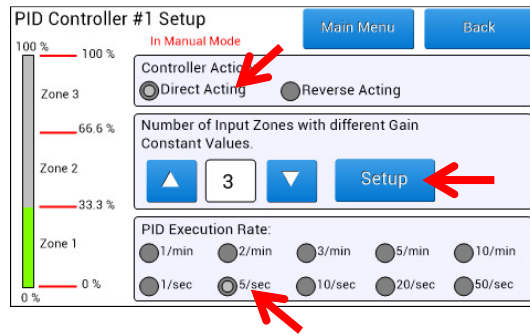 PID Controller #1 Setup
In Manual Mode
Main Menu
Back
100 %
100 %
Zone 3
66.6 %
Zone 2
33.3 %
Zone 1
0 %
0 %
Controller Action
Direct Acting
Reverse Acting
Number of Input Zones with different Gain
Constant Values.
3
Setup
PID Execution Rate:
1/min 2/min 3/min 5/min 10/min
1/sec 5/sec 10/sec 20/sec 50/sec